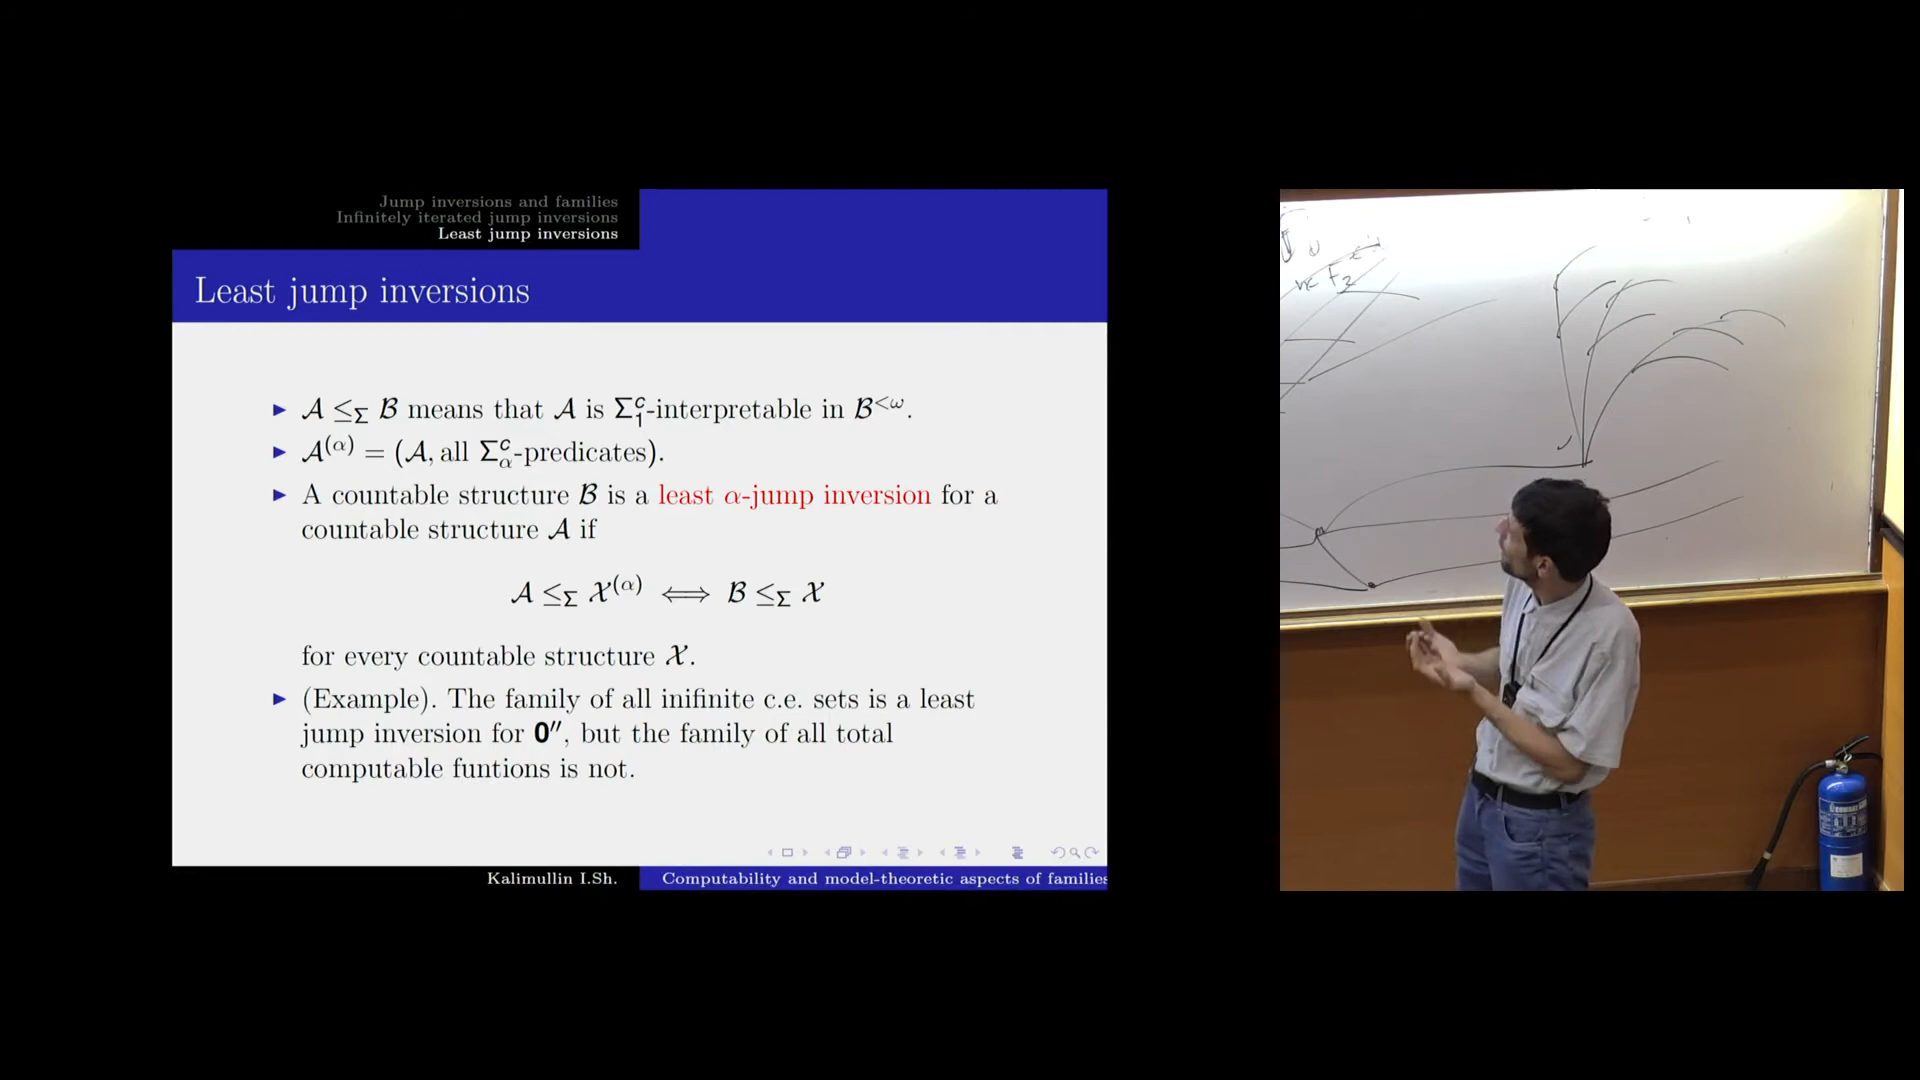 Jump inversions and families
Infinitely iterated jump inversions
Least jump inversions
Least jump inversions
▶ 𝒜 ≤_Σ ℬ means that 𝒜 is Σ₁ᶜ-interpretable in ℬ^{<ω}.
▶ 𝒜^{(α)} = (𝒜, all Σ_α^c-predicates).
▶ A countable structure ℬ is a least α-jump inversion for a
countable structure 𝒜 if
𝒜 ≤_Σ 𝒳^{(α)} ⟺ ℬ ≤_Σ 𝒳
for every countable structure 𝒳.
▶ (Example). The family of all inifinite c.e. sets is a least
jump inversion for 0″, but the family of all total
computable funtions is not.
Kalimullin I.Sh.
Computability and model-theoretic aspects of families